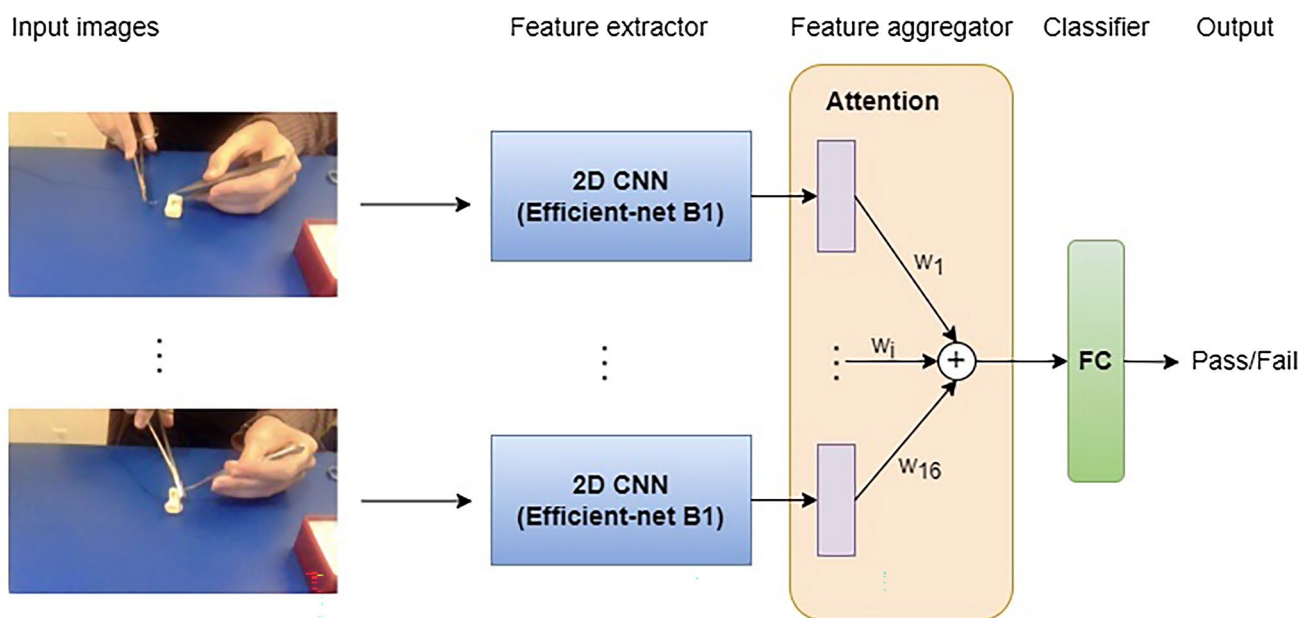 Input images
Feature extractor
Feature aggregator
Classifier
Output
Attention
2D CNN
(Efficient-net B1)
W1
Wi
+
FC
Pass/Fail
2D CNN
(Efficient-net B1)
W16